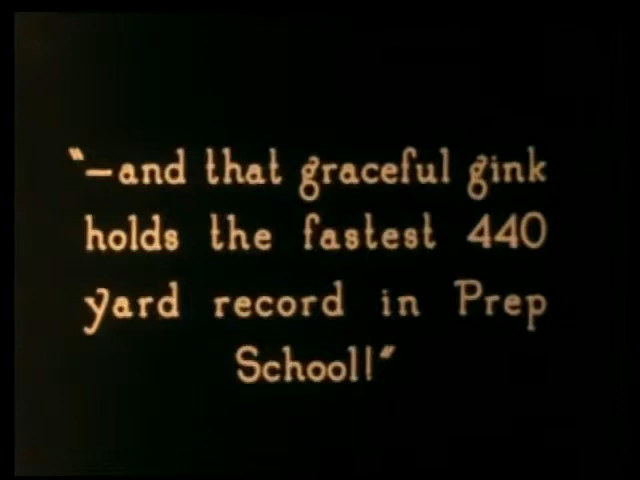 "—and that graceful gink
holds the fastest 440
yard record in Prep
School!"